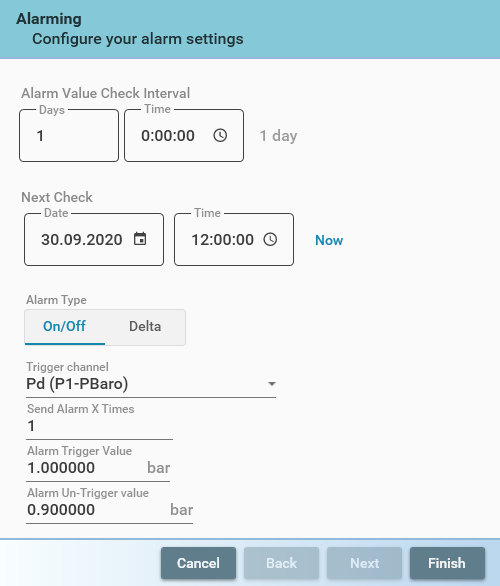 Alarming
Configure your alarm settings
Alarm Value Check Interval
Days Time
1 0:00:00 1 day
Next Check
Date Time
30.09.2020 12:00:00 Now
Alarm Type
On/Off Delta
Trigger channel
Pd (P1-PBaro)
Send Alarm X Times
1
Alarm Trigger Value
1.000000 bar
Alarm Un-Trigger value
0.900000 bar
Cancel Back Next Finish